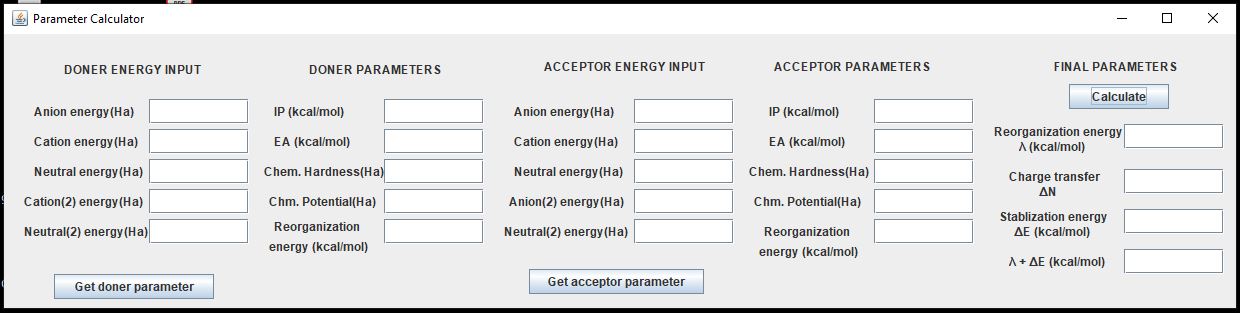 Parameter Calculator
DONER ENERGY INPUT
Anion energy(Ha)
Cation energy(Ha)
Neutral energy(Ha)
Cation(2) energy(Ha)
Neutral(2) energy(Ha)
Get doner parameter
DONER PARAMETERS
IP (kcal/mol)
EA (kcal/mol)
Chem. Hardness(Ha)
Chm. Potential(Ha)
Reorganization
energy (kcal/mol)
ACCEPTOR ENERGY INPUT
Anion energy(Ha)
Cation energy(Ha)
Neutral energy(Ha)
Anion(2) energy(Ha)
Neutral(2) energy(Ha)
Get acceptor parameter
ACCEPTOR PARAMETERS
IP (kcal/mol)
EA (kcal/mol)
Chem. Hardness(Ha)
Chm. Potential(Ha)
Reorganization
energy (kcal/mol)
FINAL PARAMETERS
Calculate
Reorganization energy
λ (kcal/mol)
Charge transfer
ΔN
Stablization energy
ΔE (kcal/mol)
λ + ΔE (kcal/mol)